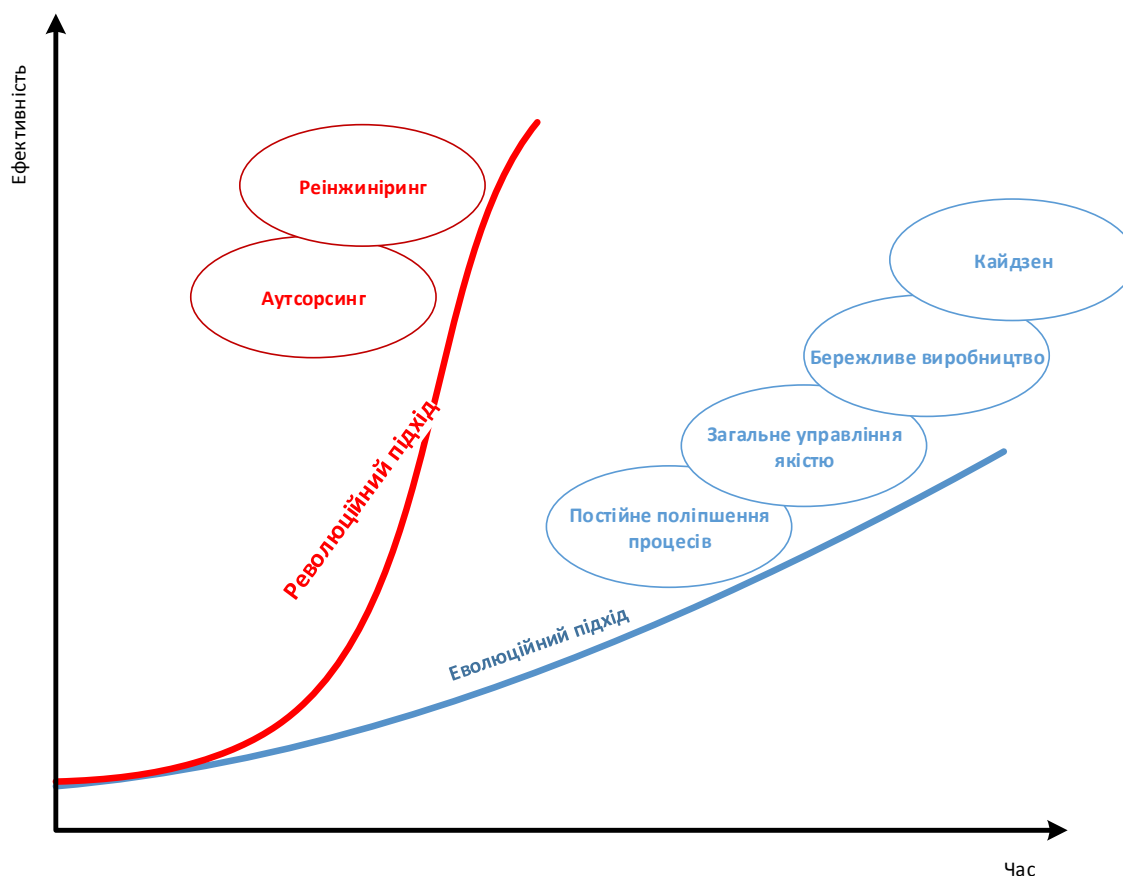 Ефективність
Реінжиніринг
Аутсорсинг
Революційний підхід
Кайдзен
Бережливе виробництво
Загальне управління
якістю
Постійне поліпшення
процесів
Еволюційний підхід
Час